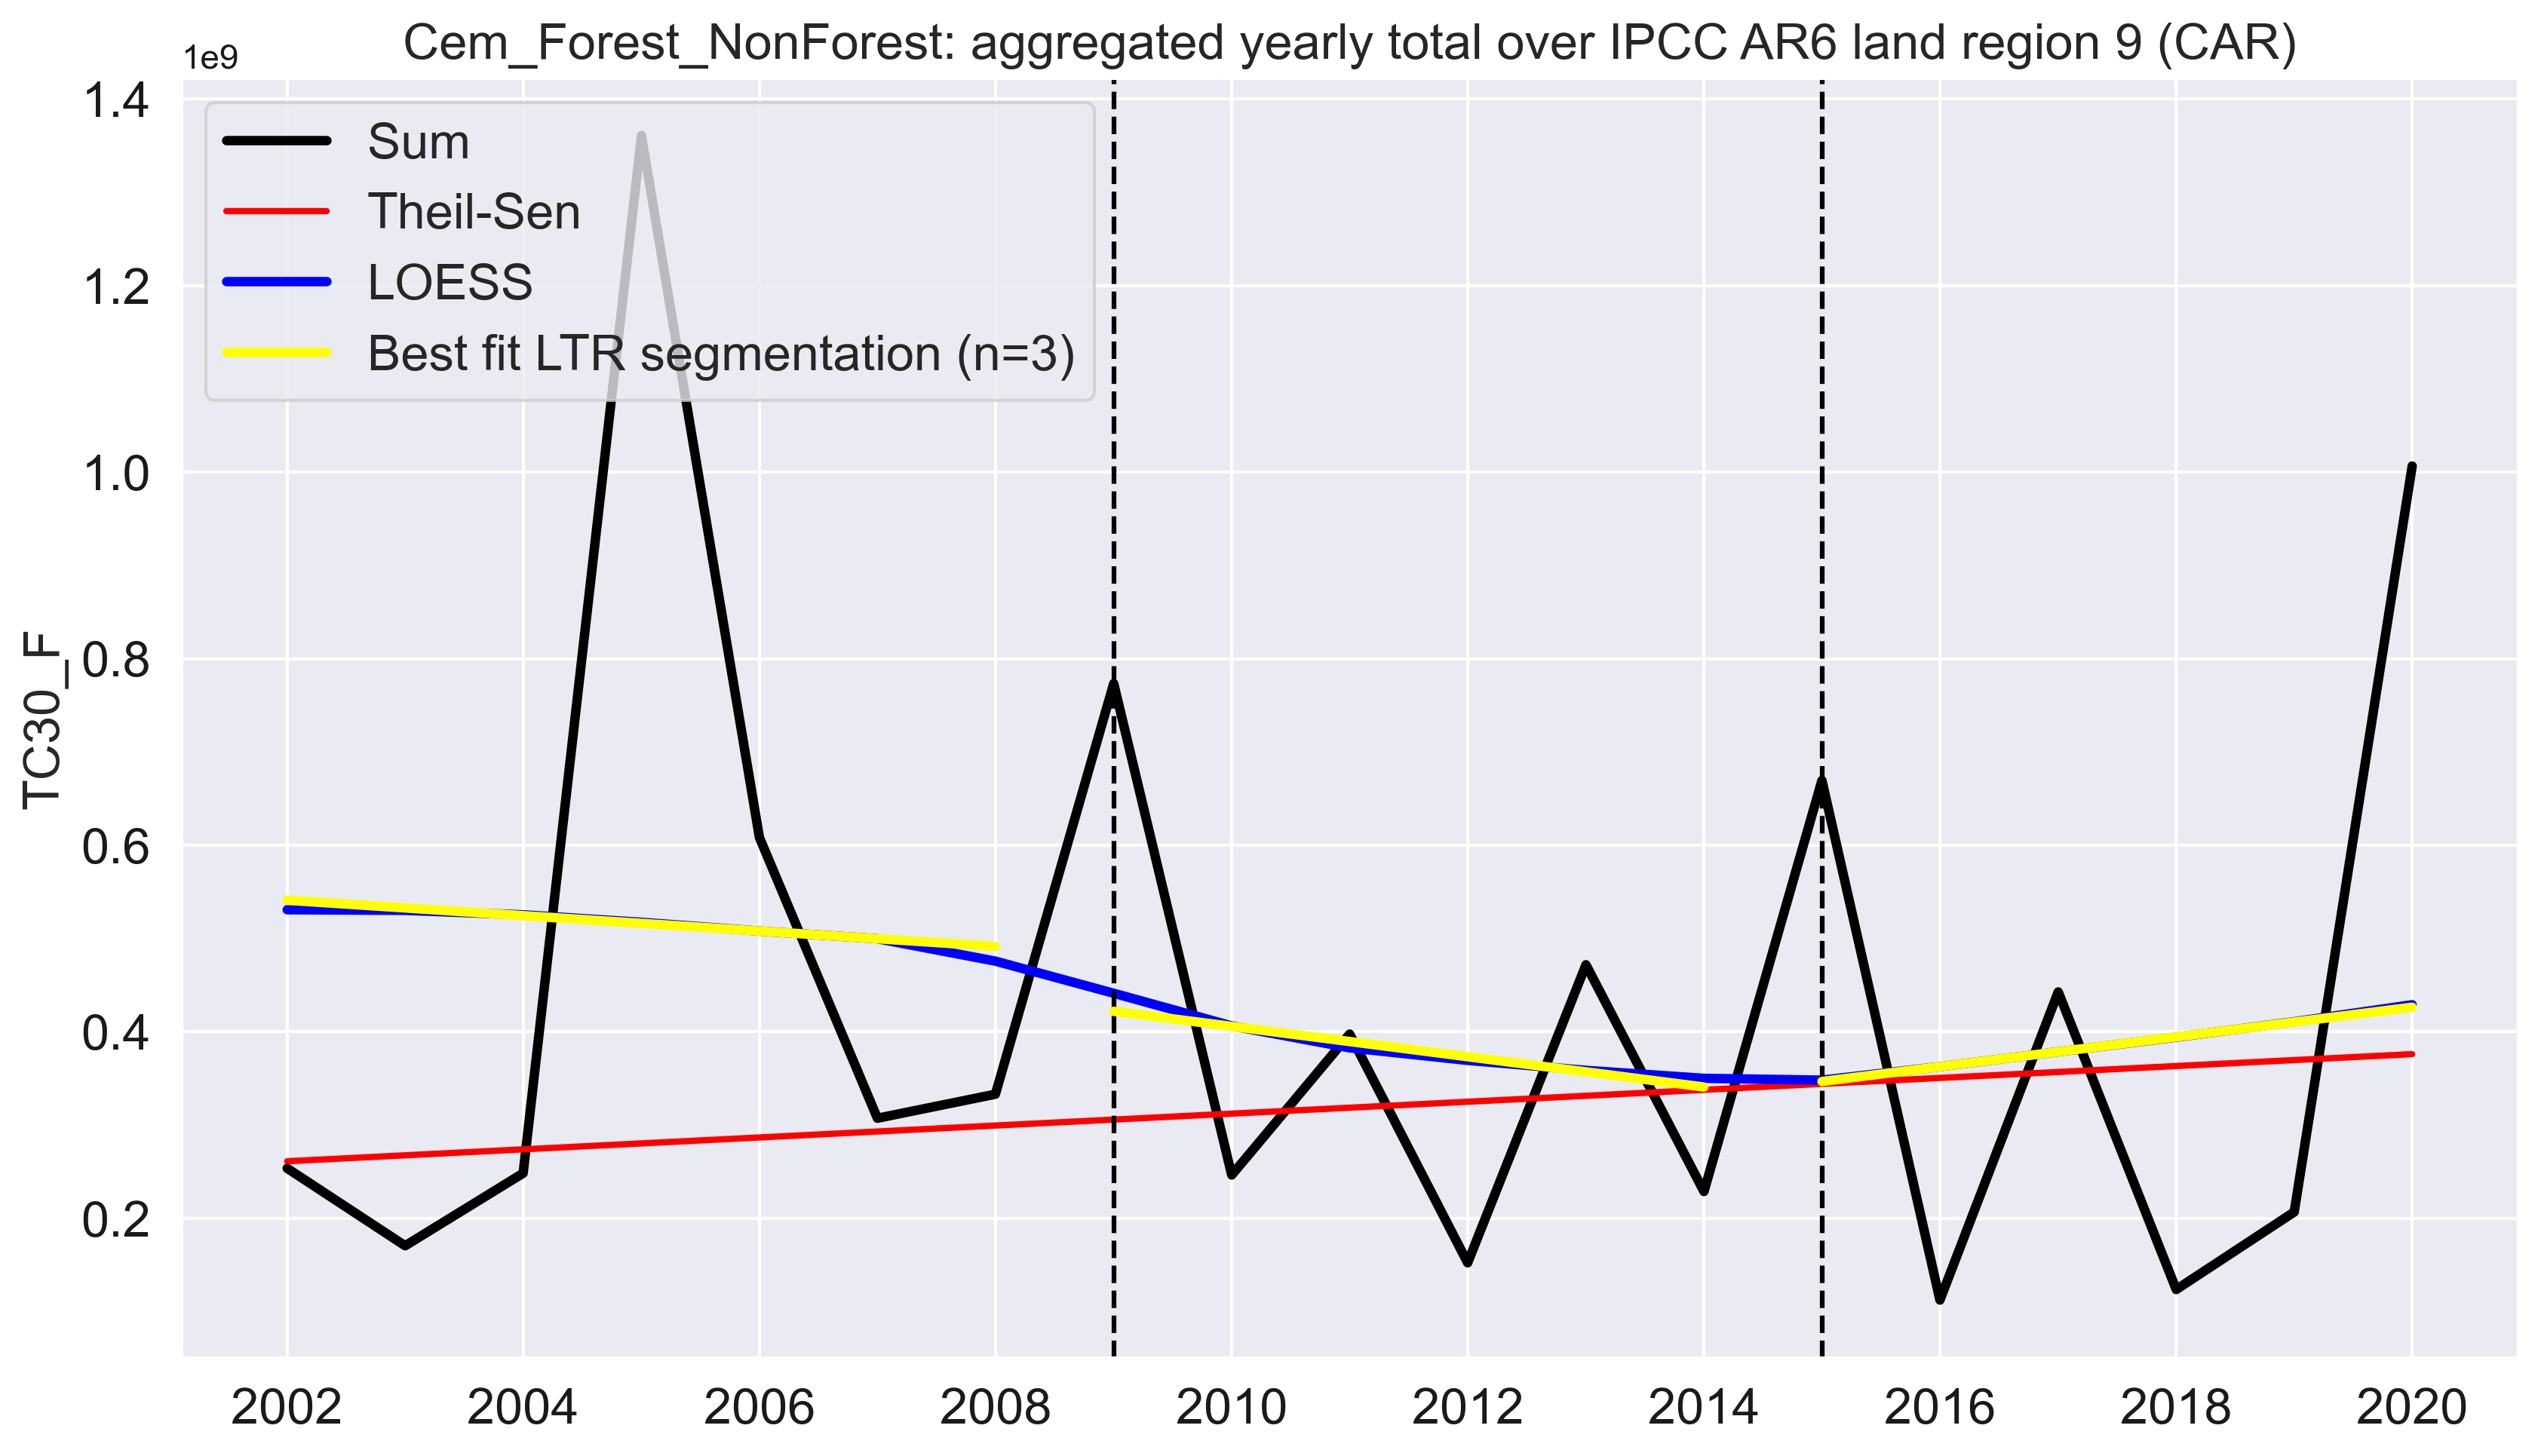 Cem_Forest_NonForest: aggregated yearly total over IPCC AR6 land region 9 (CAR)
1e9
1.4
1.2
1.0
0.8
0.6
0.4
0.2
TC30_F
Sum
Theil-Sen
LOESS
Best fit LTR segmentation (n=3)
2002 2004 2006 2008 2010 2012 2014 2016 2018 2020